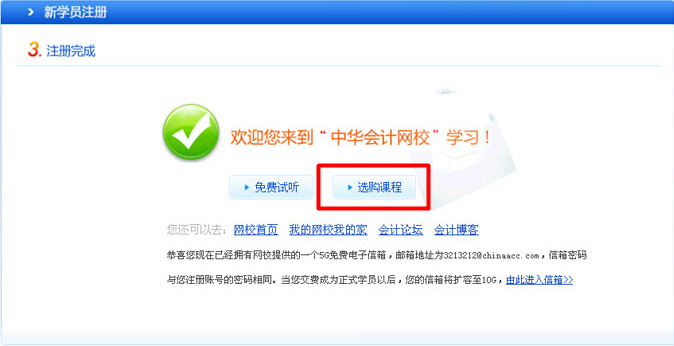 新学员注册
3. 注册完成
欢迎您来到“中华会计网校”学习！
免费试听 选购课程
您还可以去: 网校首页 我的网校我的家 会计论坛 会计博客
恭喜您现在已经拥有网校提供的一个5G免费电子信箱，邮箱地址为3213212@chinaacc.com，信箱密码
与您注册账号的密码相同。当您交费成为正式学员以后，您的信箱将扩容至10G，由此进入信箱>>